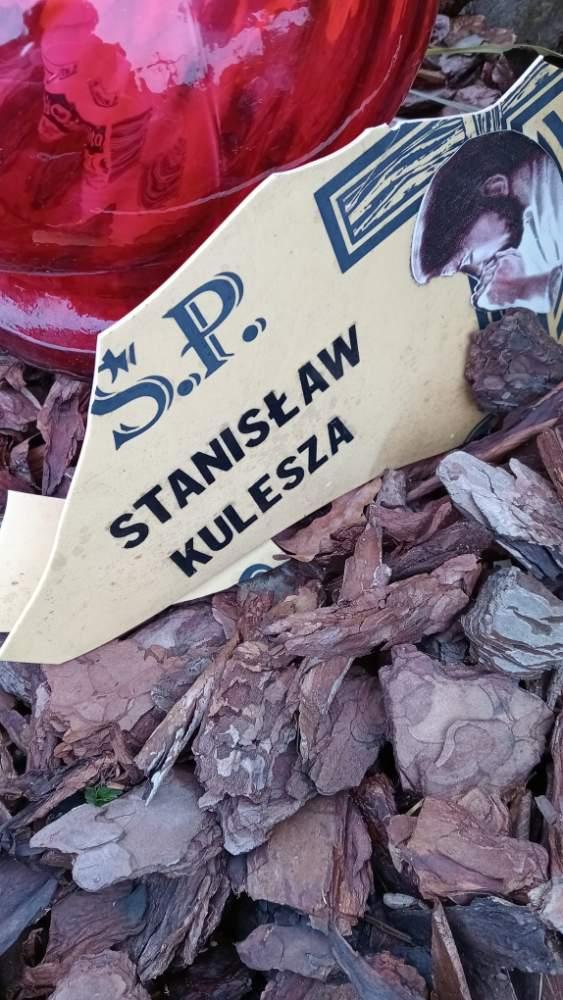 Ś.P.
STANISŁAW
KULESZA